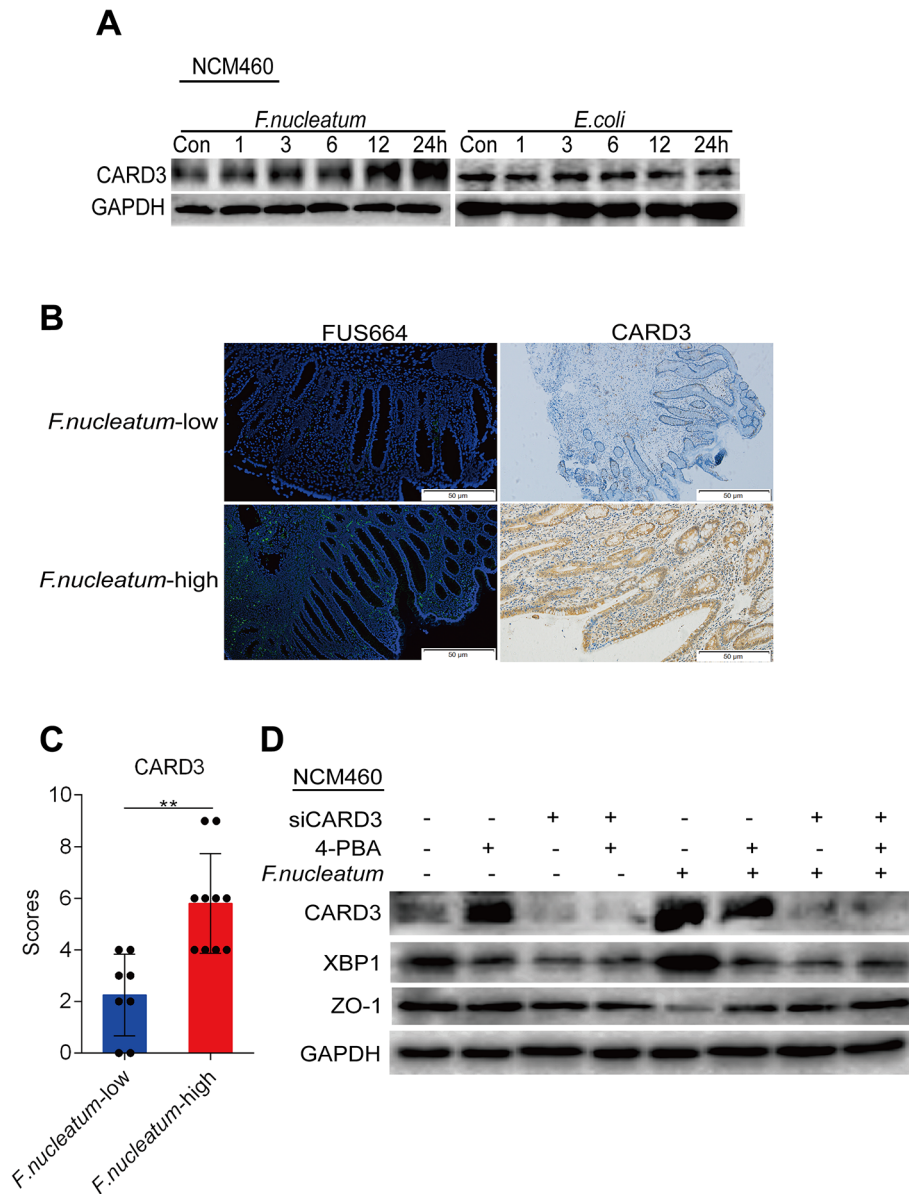 A
NCM460
F.nucleatum E.coli
Con 1 3 6 12 24h Con 1 3 6 12 24h
CARD3
GAPDH
B
FUS664 CARD3
F.nucleatum-low
50 μm 50 μm
F.nucleatum-high
50 μm 50 μm
C
CARD3
**
10
8
6
4
2
0
Scores
F.nucleatum-low
F.nucleatum-high
D
NCM460
siCARD3 - - + + - - + +
4-PBA - + - + - + - +
F.nucleatum - - - - + + + +
CARD3
XBP1
ZO-1
GAPDH